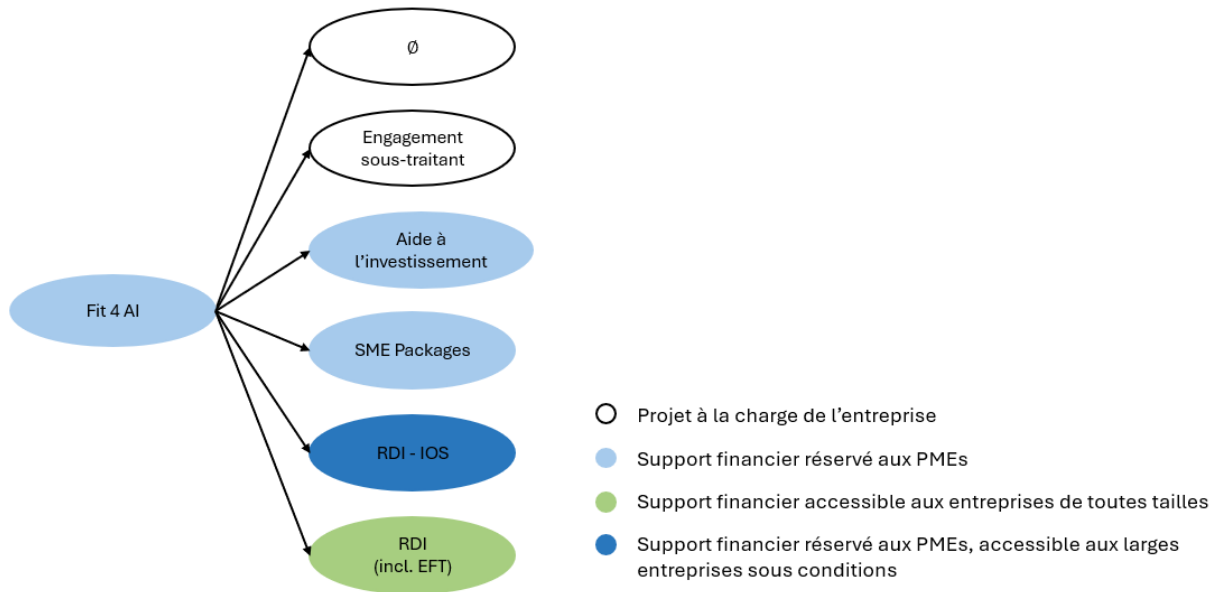 Ø
Engagement
sous-traitant
Aide à
l’investissement
Fit 4 AI
SME Packages
RDI - IOS
RDI
(incl. EFT)
Projet à la charge de l’entreprise
Support financier réservé aux PMEs
Support financier accessible aux entreprises de toutes tailles
Support financier réservé aux PMEs, accessible aux larges
entreprises sous conditions